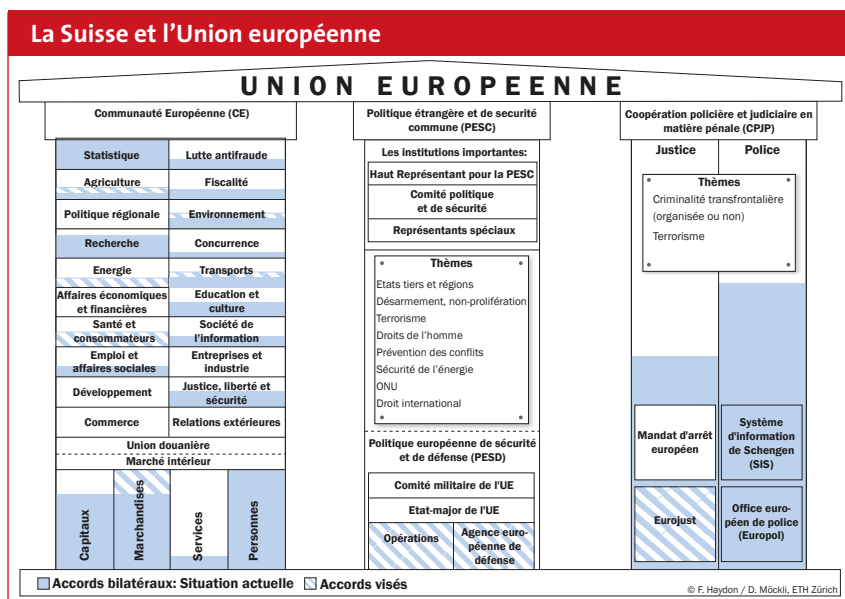 La Suisse et l'Union européenne
UNION EUROPEENNE
Communauté Européenne (CE)
Statistique
Lutte antifraude
Agriculture
Fiscalité
Politique régionale
Environnement
Recherche
Concurrence
Energie
Transports
Affaires économiques
et financières
Education et
culture
Santé et
consommateurs
Société de
l'information
Emploi et
affaires sociales
Entreprises et
industrie
Développement
Justice, liberté et
sécurité
Commerce
Relations extérieures
Union douanière
Marché intérieur
Capitaux
Marchandises
Services
Personnes
Politique étrangère et de securité
commune (PESC)
Les institutions importantes:
Haut Représentant pour la PESC
Comité politique
et de sécurité
Représentants spéciaux
Thèmes
Etats tiers et régions
Désarmement, non-prolifération
Terrorisme
Droits de l'homme
Prévention des conflits
Sécurité de l'énergie
ONU
Droit international
Politique européenne de sécurité
et de défense (PESD)
Comité militaire de l'UE
Etat-major de l'UE
Opérations
Agence euro-
péenne de
défense
Coopération policière et judiciaire en
matière pénale (CPJP)
Justice
Police
Thèmes
Criminalité transfrontalière
(organisée ou non)
Terrorisme
Mandat d'arrêt
européen
Système
d'information
de Schengen
(SIS)
Eurojust
Office euro-
péen de police
(Europol)
Accords bilatéraux: Situation actuelle
Accords visés
© F. Haydon / D. Möckli, ETH Zürich